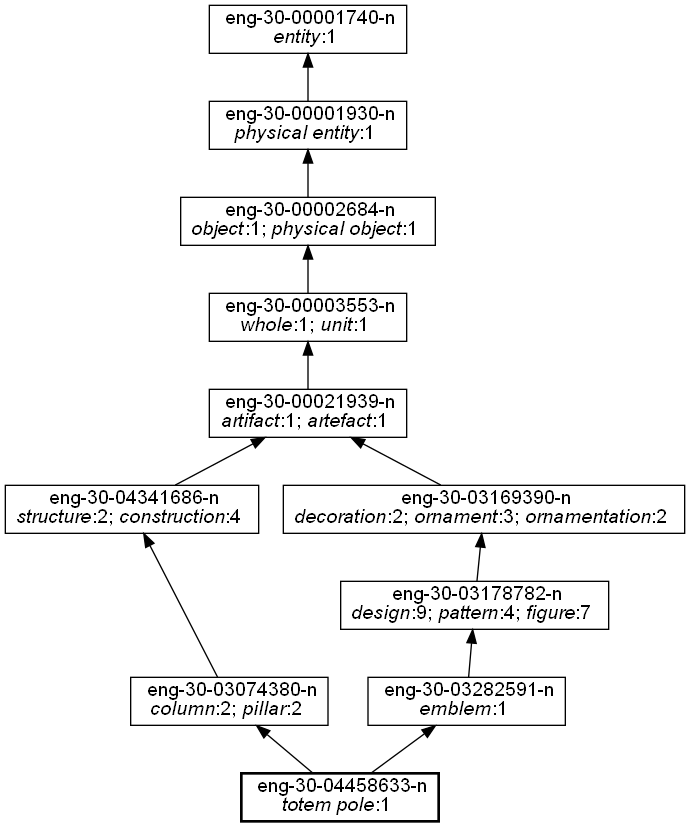 eng-30-00001740-n
entity:1
eng-30-00001930-n
physical entity:1
eng-30-00002684-n
object:1; physical object:1
eng-30-00003553-n
whole:1; unit:1
eng-30-00021939-n
artifact:1; artefact:1
eng-30-04341686-n
structure:2; construction:4
eng-30-03169390-n
decoration:2; ornament:3; ornamentation:2
eng-30-03178782-n
design:9; pattern:4; figure:7
eng-30-03074380-n
column:2; pillar:2
eng-30-03282591-n
emblem:1
eng-30-04458633-n
totem pole:1